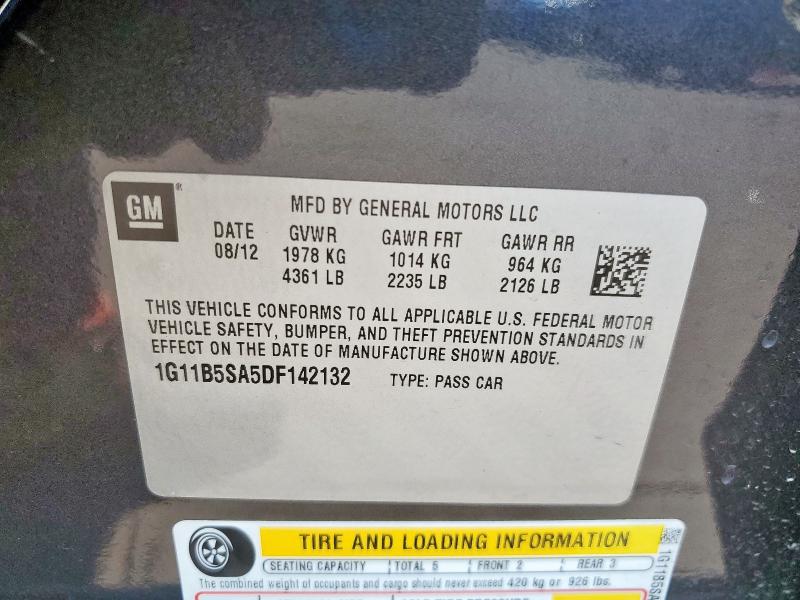 GM
MFD BY GENERAL MOTORS LLC
DATE GVWR GAWR FRT GAWR RR
08/12 1978 KG 1014 KG 964 KG
4361 LB 2235 LB 2126 LB
THIS VEHICLE CONFORMS TO ALL APPLICABLE U.S. FEDERAL MOTOR
VEHICLE SAFETY, BUMPER, AND THEFT PREVENTION STANDARDS IN
EFFECT ON THE DATE OF MANUFACTURE SHOWN ABOVE.
1G11B5SA5DF142132 TYPE: PASS CAR
TIRE AND LOADING INFORMATION
SEATING CAPACITY TOTAL 5 FRONT 2 REAR 3
The combined weight of occupants and cargo should never exceed 420 kg or 926 lbs.
1G11B5SA